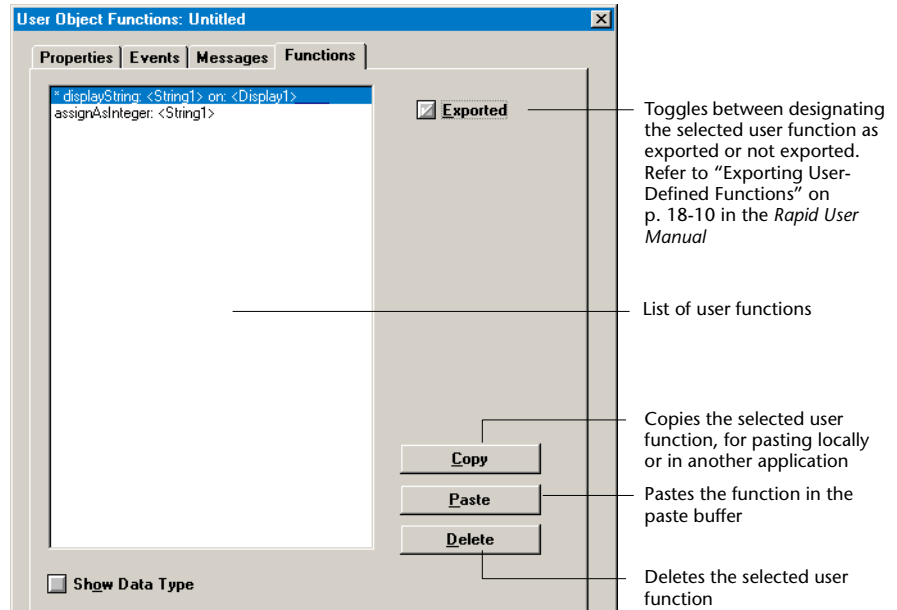 User Object Functions: Untitled
Properties
Events
Messages
Functions
* displayString: <String1> on: <Display1>
assignAsInteger: <String1>
Exported
Toggles between designating
the selected user function as
exported or not exported.
Refer to “Exporting User-
Defined Functions” on
p. 18-10 in the Rapid User
Manual
List of user functions
Copies the selected user
function, for pasting locally
or in another application
Copy
Paste
Pastes the function in the
paste buffer
Delete
Show Data Type
Deletes the selected user
function